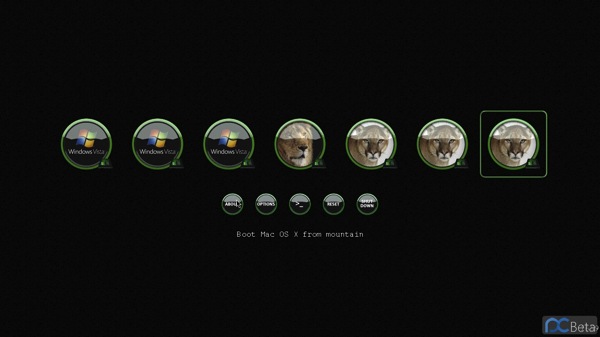 Windows Vista
Windows Vista
Windows Vista
ABOUT
OPTIONS
>_
RESET
SHUT
DOWN
Boot Mac OS X from mountain
PCBeta